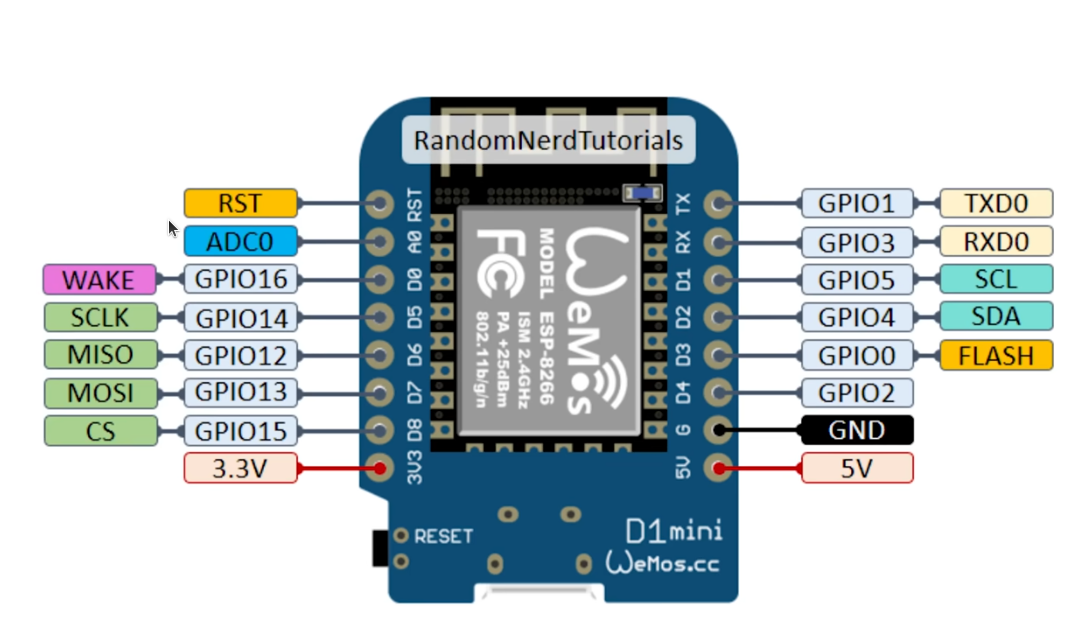 RandomNerdTutorials
RST
ADC0
WAKE GPIO16
SCLK GPIO14
MISO GPIO12
MOSI GPIO13
CS GPIO15
3.3V
RST
A0
D0
D5
D6
D7
D8
3V3
WeMos
MODEL ESP-8266
ISM 2.4GHz
PA +25dBm
802.11b/g/n
FC
TX
RX
D1
D2
D3
D4
G
5V
GPIO1 TXD0
GPIO3 RXD0
GPIO5 SCL
GPIO4 SDA
GPIO0 FLASH
GPIO2
GND
5V
RESET
D1mini
WeMos.cc